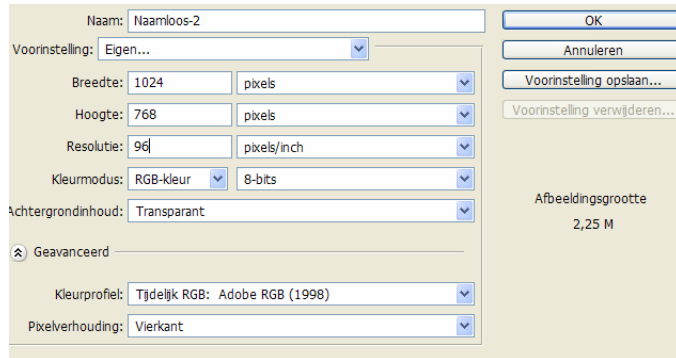 Naam: Naamloos-2
OK
Voorinstelling: Eigen...
Annuleren
Breedte: 1024 pixels
Voorinstelling opslaan...
Hoogte: 768 pixels
Voorinstelling verwijderen...
Resolutie: 96 pixels/inch
Kleurmodus: RGB-kleur 8-bits
Afbeeldingsgrootte
Achtergrondinhoud: Transparant
2,25 M
Geavanceerd
Kleurprofiel: Tijdelijk RGB: Adobe RGB (1998)
Pixelverhouding: Vierkant